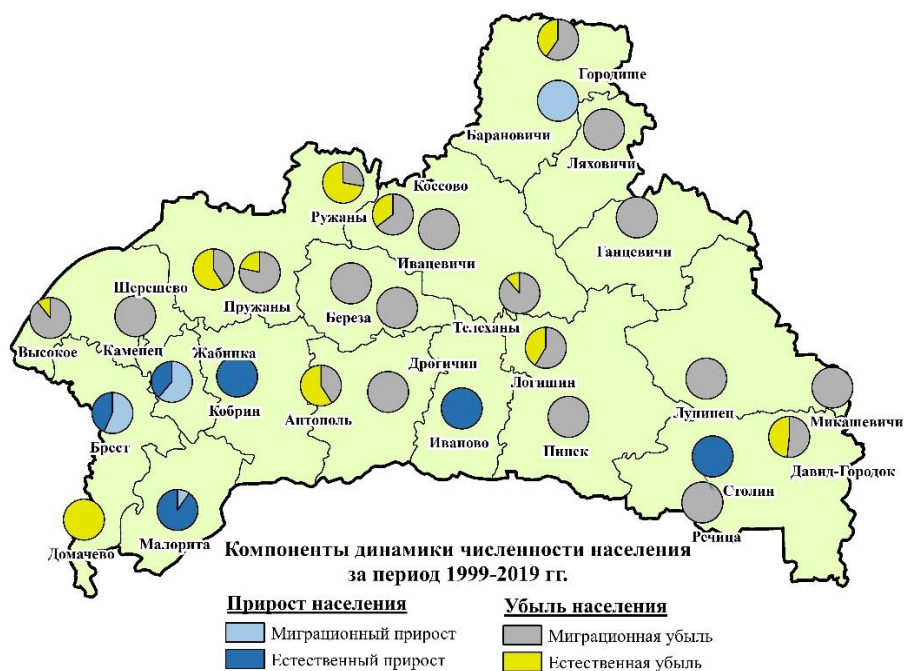 Городище
Барановичи
Ляховичи
Коссово
Ружаны
Ивацевичи
Ганцевичи
Шерешево
Пружаны
Береза
Телеханы
Высокое
Каменец
Жабинка
Дрогичин
Логишин
Кобрин
Антополь
Иваново
Пинск
Лунинец
Микашевичи
Брест
Давид-Городок
Столин
Речица
Домачево
Малорита
Компоненты динамики численности населения
за период 1999-2019 гг.
Прирост населения
Убыль населения
Миграционный прирост
Миграционная убыль
Естественный прирост
Естественная убыль